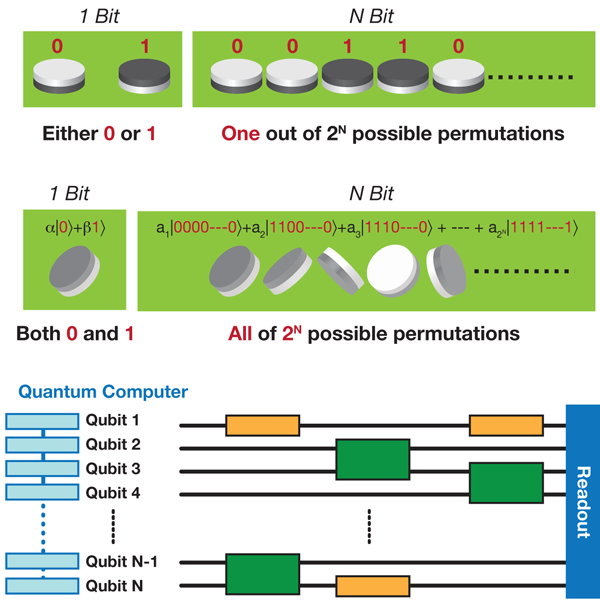 1 Bit
N Bit
0 1
0 0 1 1 0
Either 0 or 1
One out of 2ᴺ possible permutations
1 Bit
N Bit
α|0⟩+β1⟩
a₁|0000---0⟩+a₂|1100---0⟩+a₃|1110---0⟩ + --- + a₂ᴺ|1111---1⟩
Both 0 and 1
All of 2ᴺ possible permutations
Quantum Computer
Qubit 1
Qubit 2
Qubit 3
Qubit 4
Qubit N-1
Qubit N
Readout